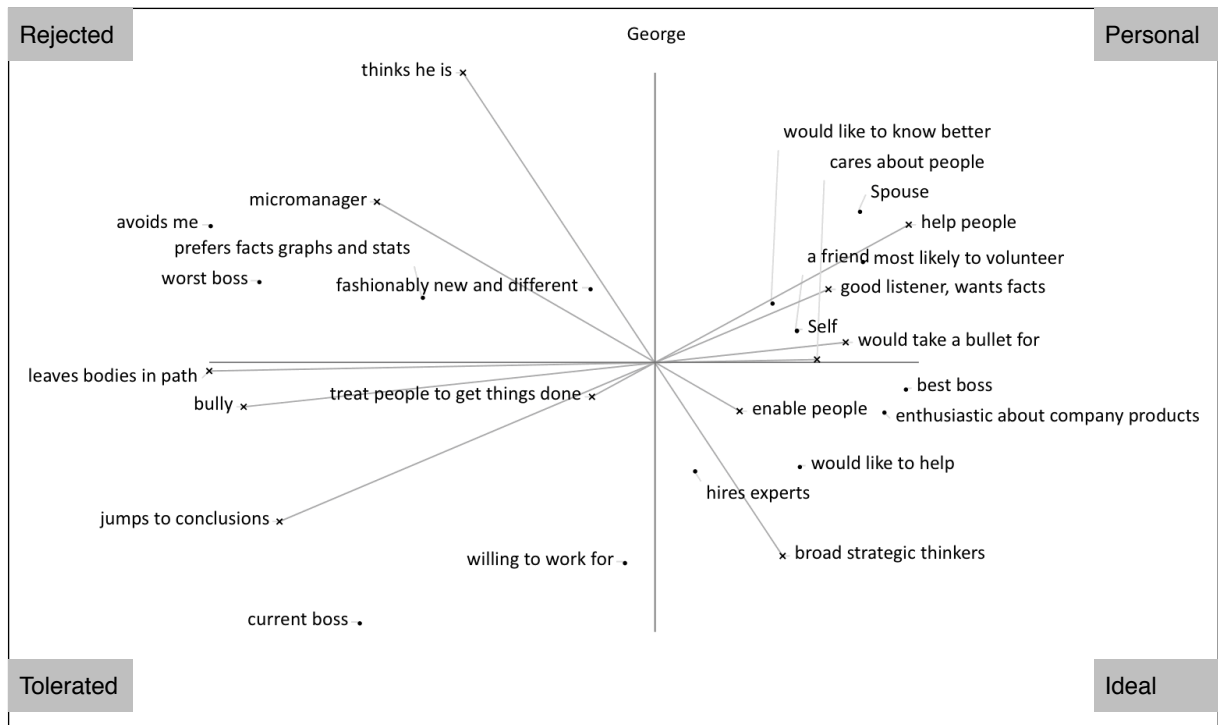 Rejected
Personal
George
thinks he is
would like to know better
cares about people
Spouse
micromanager
avoids me
help people
prefers facts graphs and stats
a friend
most likely to volunteer
worst boss
fashionably new and different
good listener, wants facts
Self
would take a bullet for
leaves bodies in path
best boss
treat people to get things done
bully
enable people
enthusiastic about company products
would like to help
hires experts
jumps to conclusions
willing to work for
broad strategic thinkers
current boss
Tolerated
Ideal